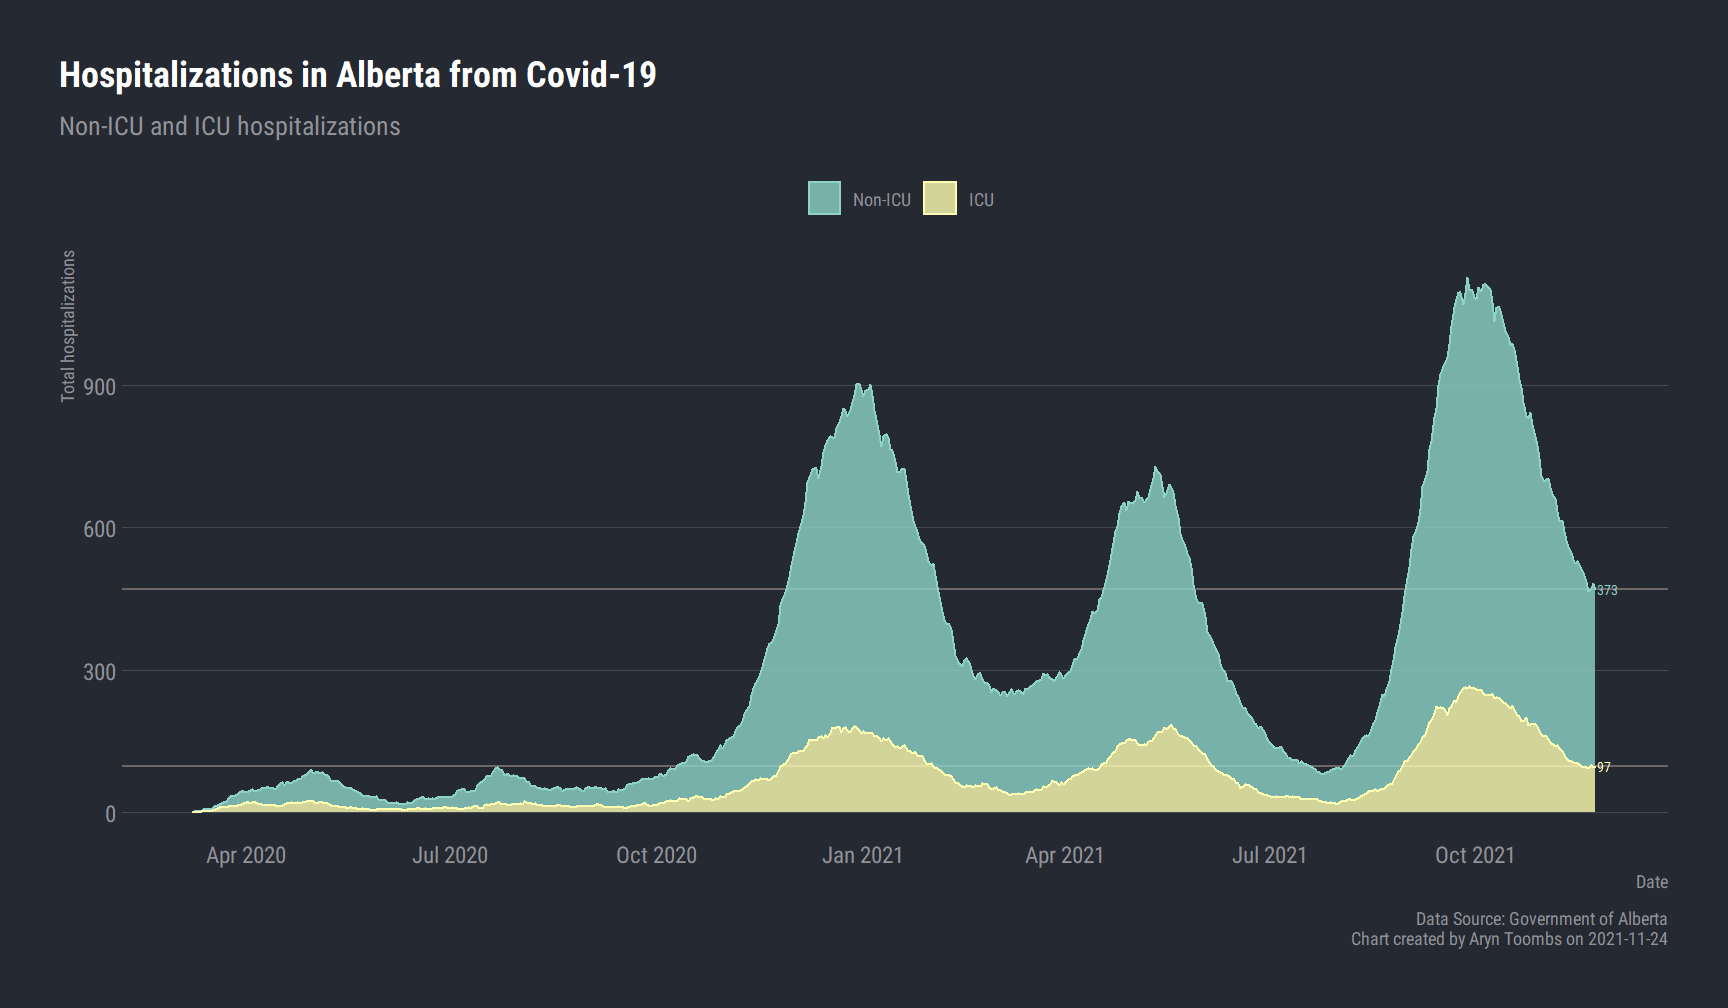 Hospitalizations in Alberta from Covid-19
Non-ICU and ICU hospitalizations
Non-ICU
ICU
Total hospitalizations
900
600
300
0
373
97
Apr 2020
Jul 2020
Oct 2020
Jan 2021
Apr 2021
Jul 2021
Oct 2021
Date
Data Source: Government of Alberta
Chart created by Aryn Toombs on 2021-11-24